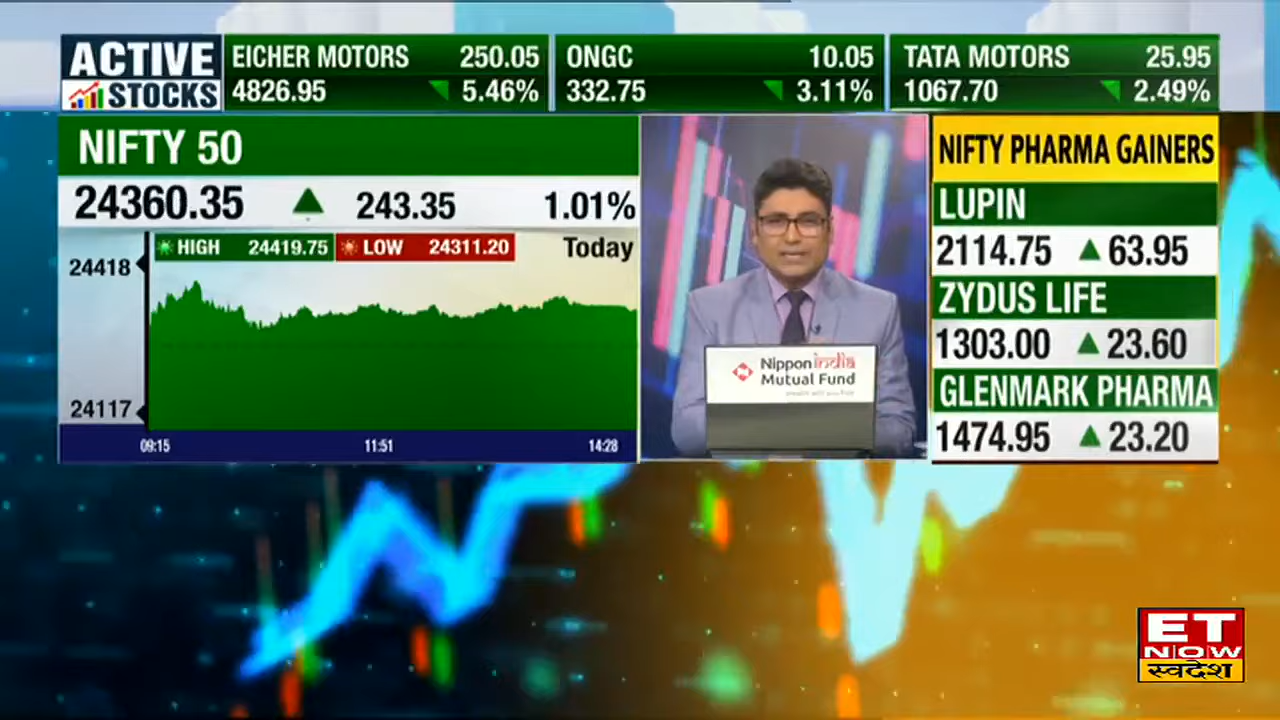 ACTIVE STOCKS
EICHER MOTORS 250.05
4826.95 5.46%
ONGC 10.05
332.75 3.11%
TATA MOTORS 25.95
1067.70 2.49%
NIFTY 50
24360.35 243.35 1.01%
HIGH 24419.75 LOW 24311.20 Today
24418
24117
09:15 11:51 14:28
Nippon india
Mutual Fund
NIFTY PHARMA GAINERS
LUPIN
2114.75 63.95
ZYDUS LIFE
1303.00 23.60
GLENMARK PHARMA
1474.95 23.20
ET
NOW
स्वदेश